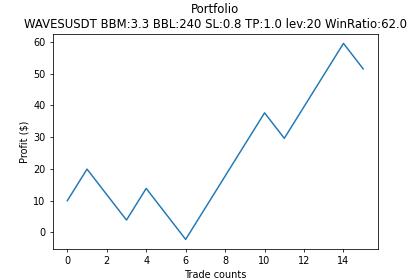 Portfolio
WAVESUSDT BBM:3.3 BBL:240 SL:0.8 TP:1.0 lev:20 WinRatio:62.0
60
50
40
30
20
10
0
Profit ($)
0 2 4 6 8 10 12 14
Trade counts